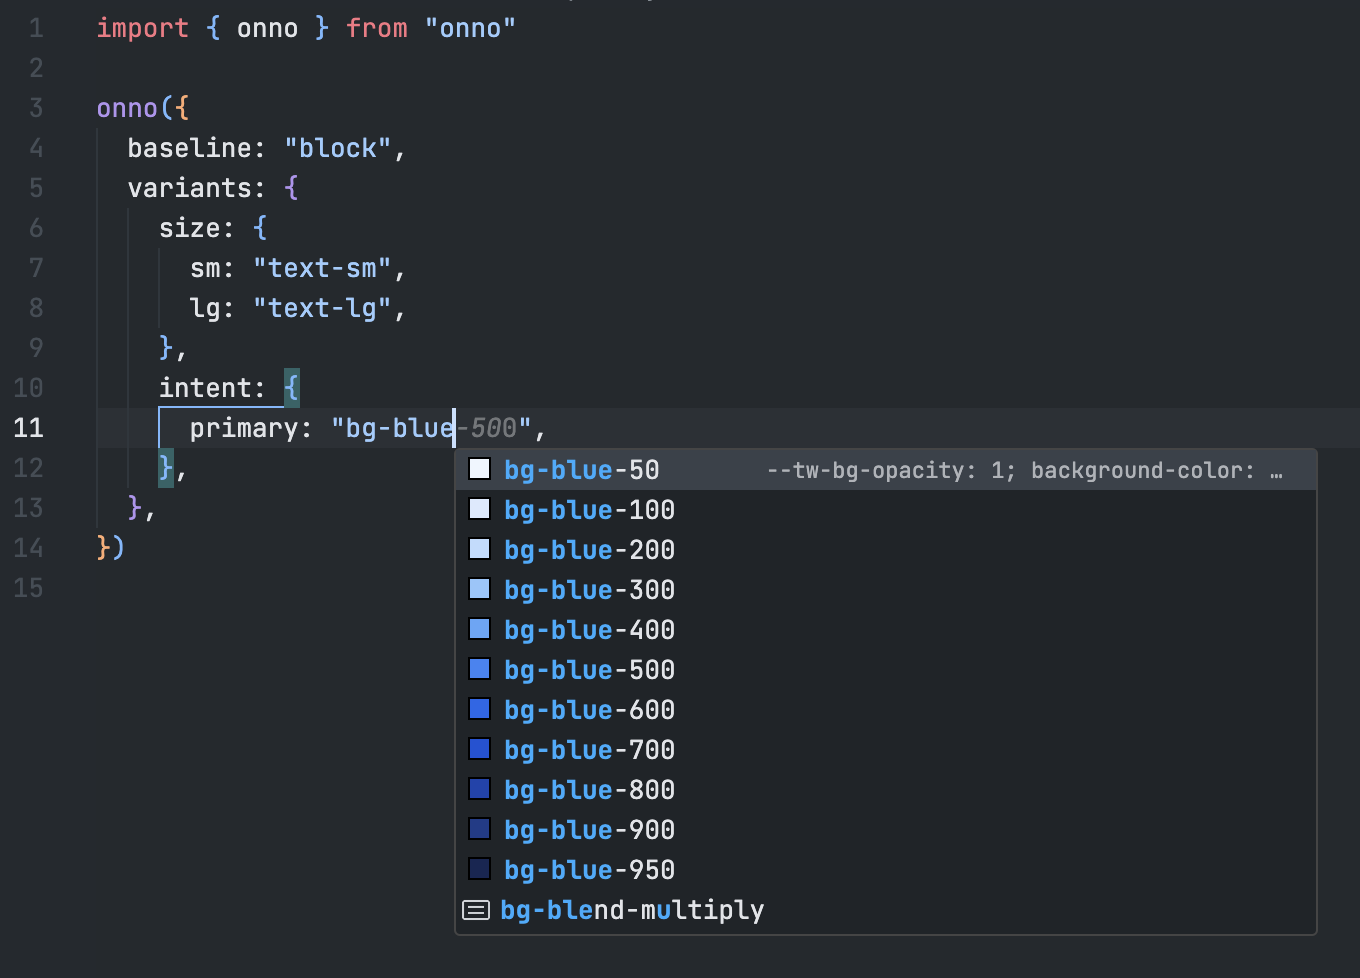 1 import { onno } from "onno"
2
3 onno({
4   baseline: "block",
5   variants: {
6     size: {
7       sm: "text-sm",
8       lg: "text-lg",
9     },
10     intent: {
11       primary: "bg-blue-500",
12     },
13   },
14 })
15
bg-blue-50 --tw-bg-opacity: 1; background-color: …
bg-blue-100
bg-blue-200
bg-blue-300
bg-blue-400
bg-blue-500
bg-blue-600
bg-blue-700
bg-blue-800
bg-blue-900
bg-blue-950
bg-blend-multiply